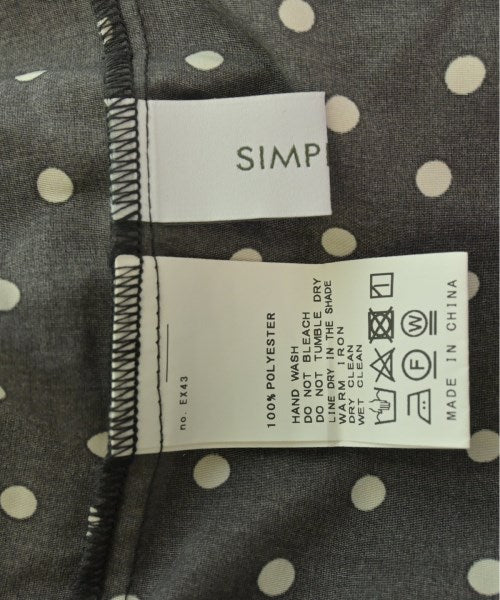 SIMP
no. EX43
100% POLYESTER
HAND WASH
DO NOT BLEACH
DO NOT TUMBLE DRY
LINE DRY IN THE SHADE
WARM IRON
DRY CLEAN
WET CLEAN
F W
MADE IN CHINA